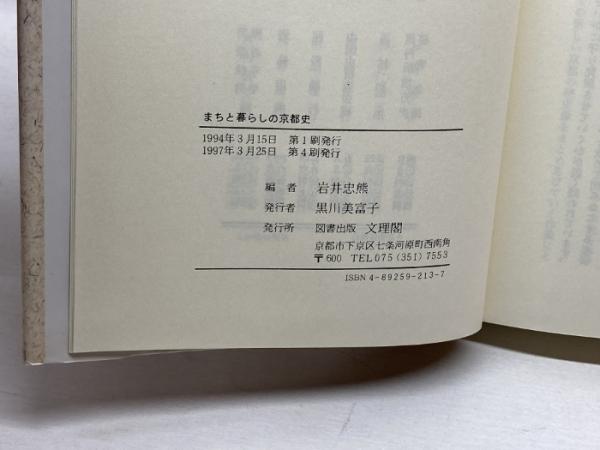 まちと暮らしの京都史
1994年3月15日 第1刷発行
1997年3月25日 第4刷発行
編者 岩井忠熊
発行者 黒川美富子
発行所 図書出版 文理閣
京都市下京区七条河原町西南角
〒600 TEL 075 (351) 7553
ISBN 4-89259-213-7